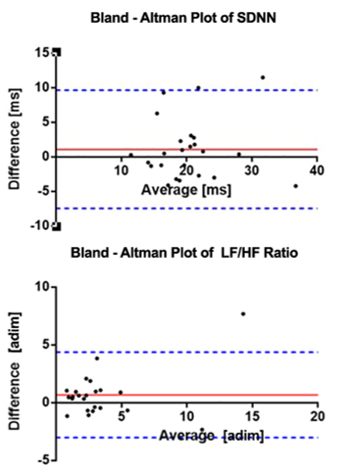 Bland - Altman Plot of SDNN
15
10
5
0
-5
-10
10 20 30 40
Difference [ms]
Average [ms]
Bland - Altman Plot of LF/HF Ratio
10
5
0
-5
5 10 15 20
Difference [adim]
Average [adim]